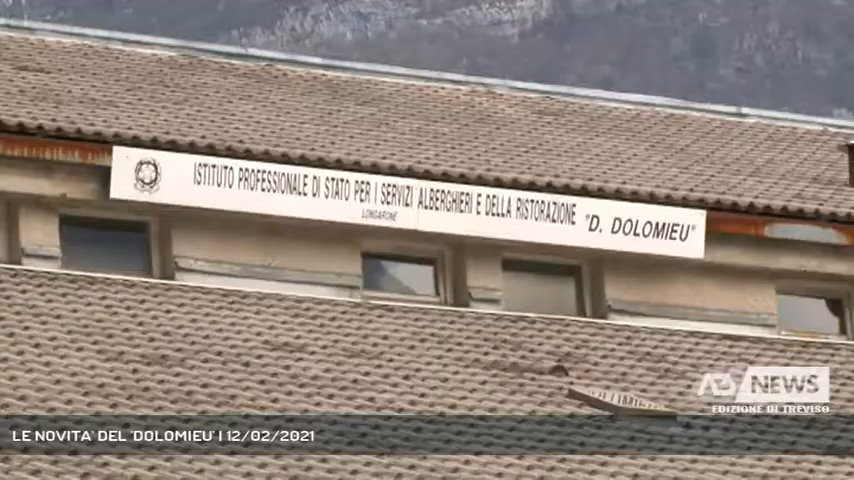 ISTITUTO PROFESSIONALE DI STATO PER I SERVIZI ALBERGHIERI E DELLA RISTORAZIONE "D. DOLOMIEU"
LONGARONE
A3 NEWS
EDIZIONE DI TREVISO
LE NOVITA' DEL "DOLOMIEU" | 12/02/2021